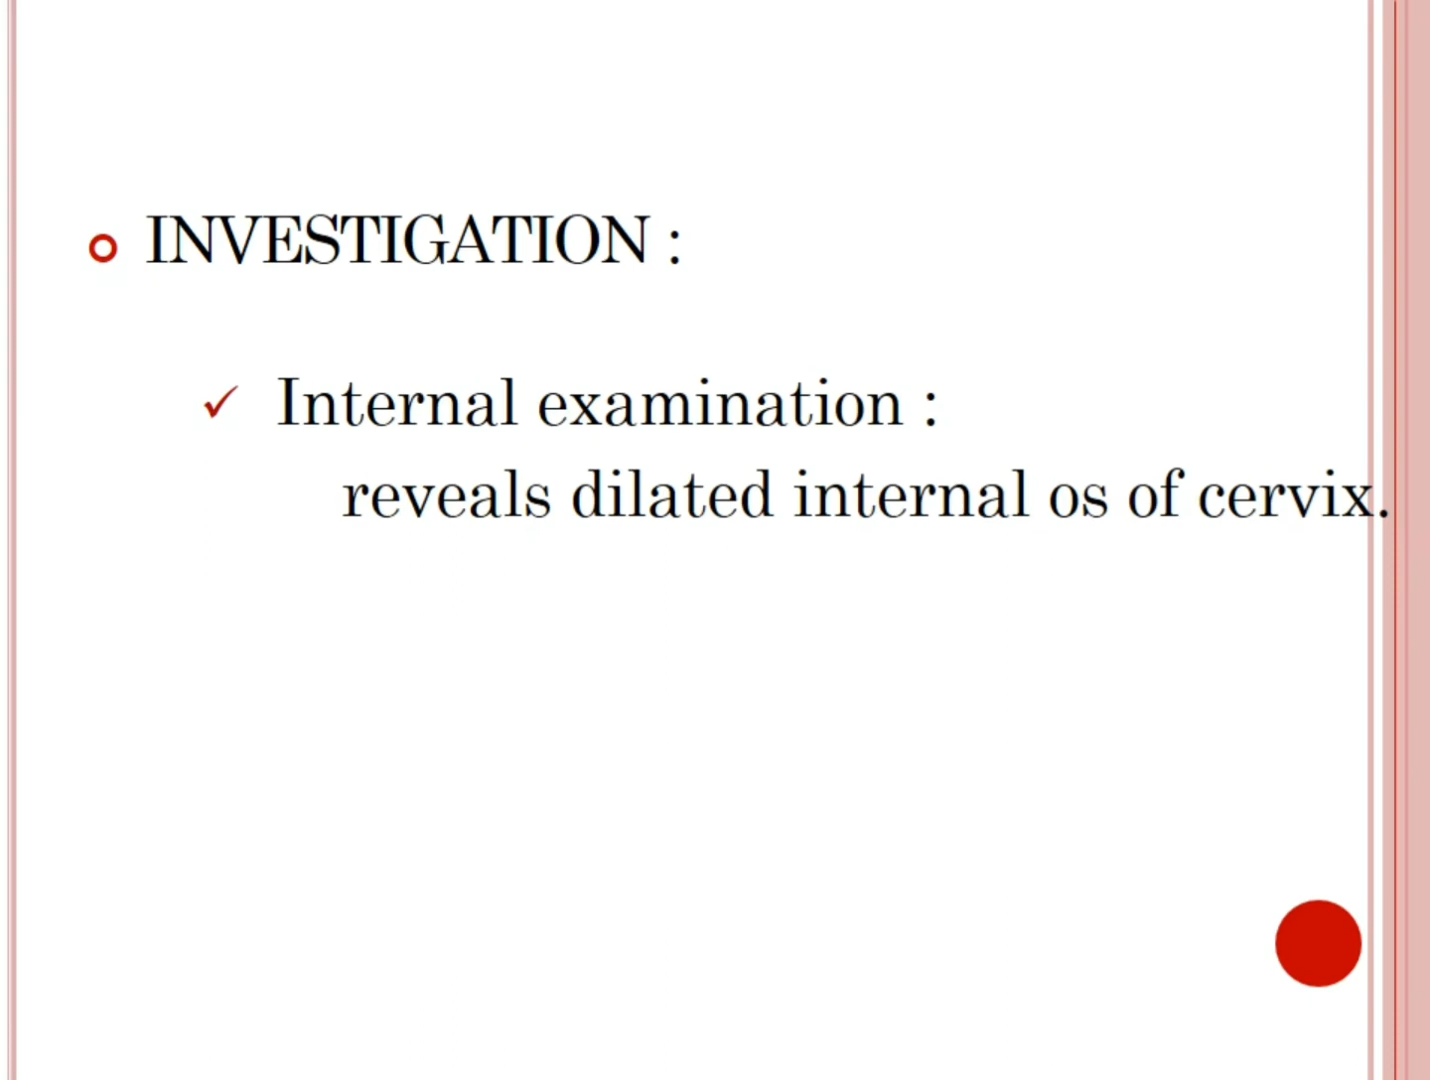 INVESTIGATION :
Internal examination :
reveals dilated internal os of cervix.